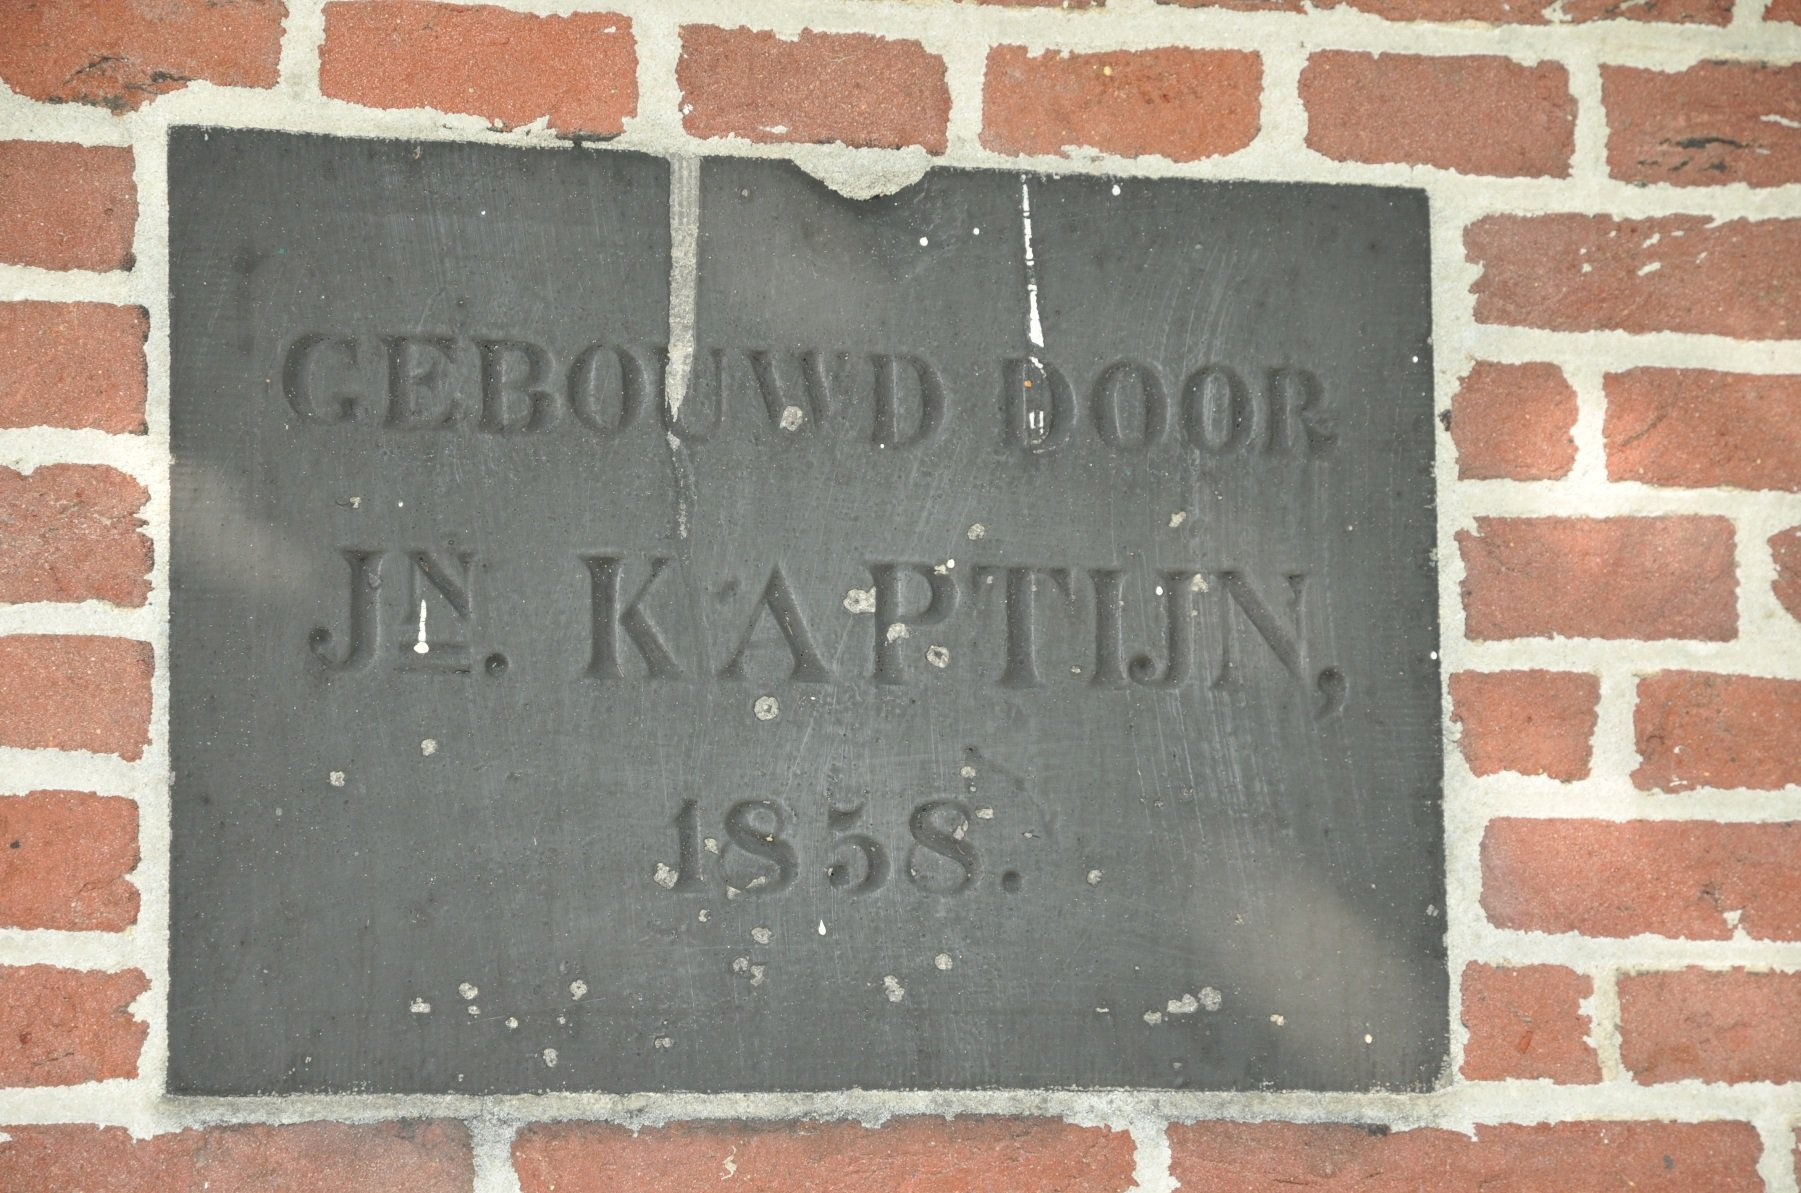 GEBOUWD DOOR
JN. KAPTIJN,
1858.